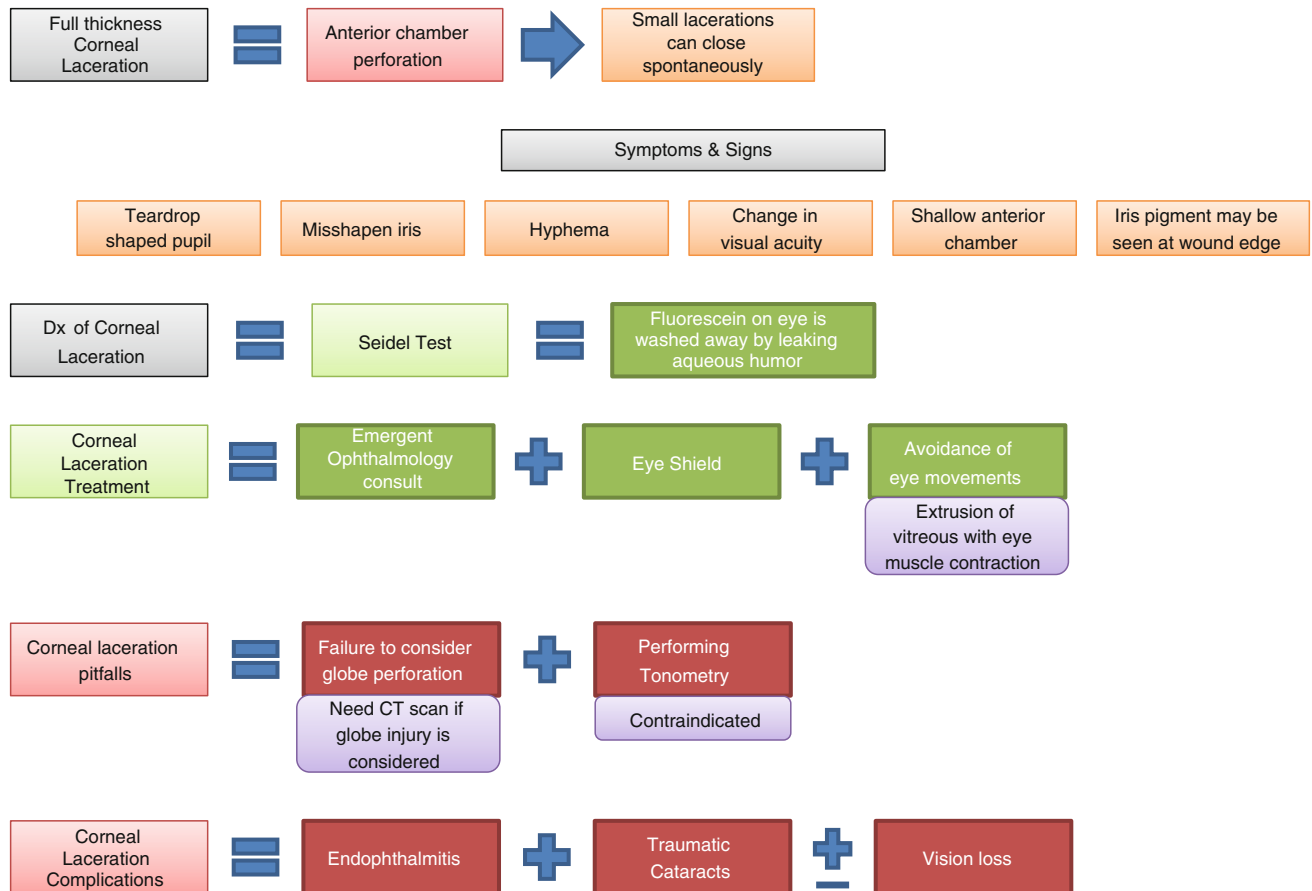 Full thickness
Corneal
Laceration
Anterior chamber
perforation
Small lacerations
can close
spontaneously
Symptoms & Signs
Teardrop
shaped pupil
Misshapen iris
Hyphema
Change in
visual acuity
Shallow anterior
chamber
Iris pigment may be
seen at wound edge
Dx of Corneal
Laceration
Seidel Test
Fluorescein on eye is
washed away by leaking
aqueous humor
Corneal
Laceration
Treatment
Emergent
Ophthalmology
consult
Eye Shield
Avoidance of
eye movements
Extrusion of
vitreous with eye
muscle contraction
Corneal laceration
pitfalls
Failure to consider
globe perforation
Need CT scan if
globe injury is
considered
Performing
Tonometry
Contraindicated
Corneal
Laceration
Complications
Endophthalmitis
Traumatic
Cataracts
Vision loss